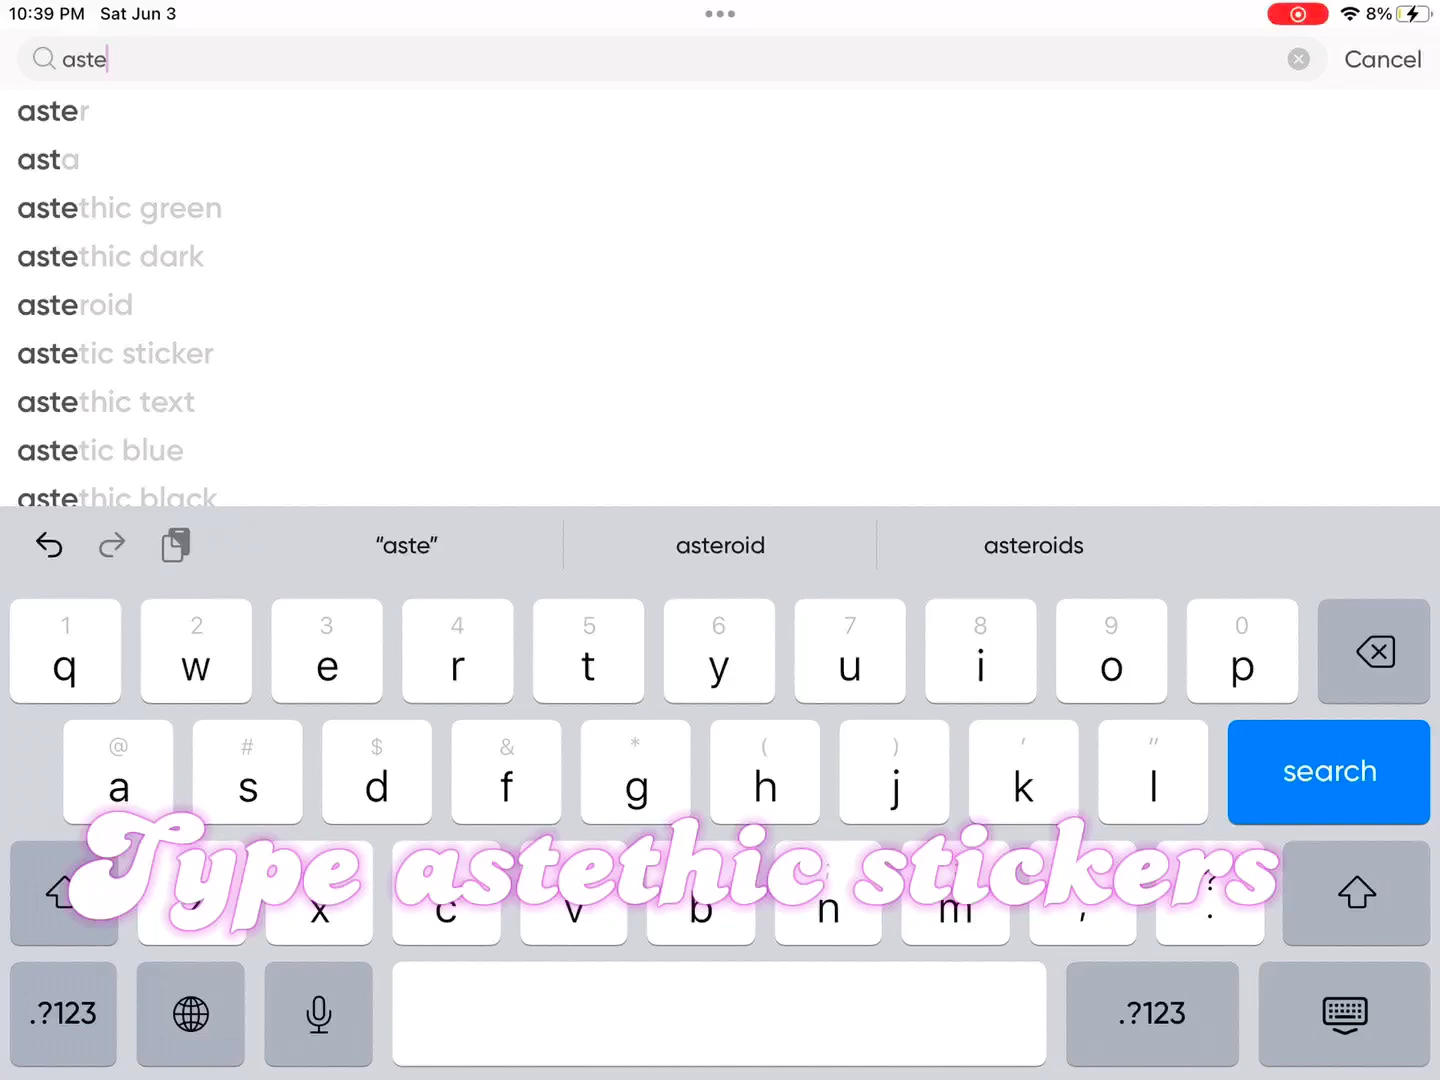 10:39 PM Sat Jun 3
8%
aste
Cancel
aster
asta
astethic green
astethic dark
asteroid
astetic sticker
astethic text
astetic blue
astethic black
“aste” asteroid asteroids
1 2 3 4 5 6 7 8 9 0
q w e r t y u i o p
@ # $ & * ( ) ' "
a s d f g h j k l
search
Type astethic stickers
x c v b n m , ? .
.?123 .?123